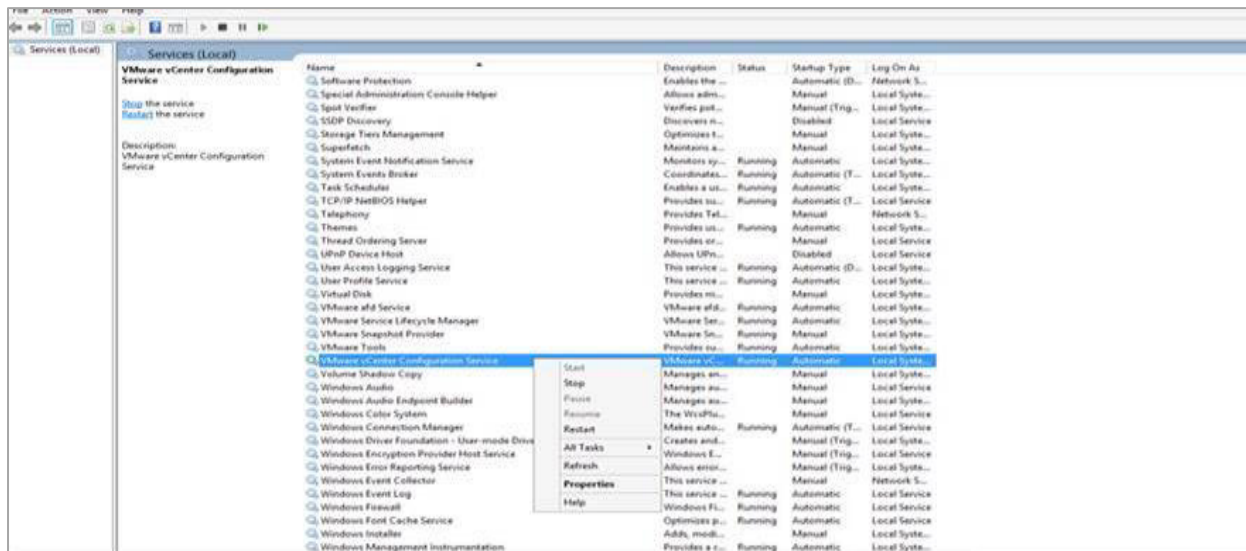 File Action View Help
Services (Local)
Services (Local)
VMware vCenter Configuration
Service
Stop the service
Restart the service
Description:
VMware vCenter Configuration
Service
Name Description Status Startup Type Log On As
Software Protection Enables the ... Automatic (D... Network S...
Special Administration Console Helper Allows adm... Manual Local Syste...
Spot Verifier Verifies pot... Manual (Trig... Local Syste...
SSDP Discovery Discovers n... Disabled Local Service
Storage Tiers Management Optimizes t... Manual Local Syste...
Superfetch Maintains a... Manual Local Syste...
System Event Notification Service Monitors sy... Running Automatic Local Syste...
System Events Broker Coordinates... Running Automatic (T... Local Syste...
Task Scheduler Enables a us... Running Automatic Local Syste...
TCP/IP NetBIOS Helper Provides su... Running Automatic (T... Local Service
Telephony Provides Tel... Manual Network S...
Themes Provides us... Running Automatic Local Syste...
Thread Ordering Server Provides or... Manual Local Service
UPnP Device Host Allows UPn... Disabled Local Service
User Access Logging Service This service ... Running Automatic (D... Local Syste...
User Profile Service This service ... Running Automatic Local Syste...
Virtual Disk Provides m... Manual Local Syste...
VMware afd Service VMware afd... Running Automatic Local Syste...
VMware Service Lifecycle Manager VMware Ser... Running Automatic Local Syste...
VMware Snapshot Provider VMware Sn... Manual Local Syste...
VMware Tools Provides su... Running Automatic Local Syste...
VMware vCenter Configuration Service VMware vC... Running Automatic Local Syste...
Volume Shadow Copy Manages an... Manual Local Syste...
Windows Audio Manages au... Manual Local Service
Windows Audio Endpoint Builder Manages au... Manual Local Syste...
Windows Color System The WcsPlu... Manual Local Service
Windows Connection Manager Makes auto... Running Automatic (T... Local Service
Windows Driver Foundation - User-mode Drive Creates and... Manual (Trig... Local Syste...
Windows Encryption Provider Host Service Windows E... Manual (Trig... Local Service
Windows Error Reporting Service Allows error... Manual (Trig... Local Syste...
Windows Event Collector This service ... Manual Network S...
Windows Event Log This service ... Running Automatic Local Service
Windows Firewall Windows Fi... Running Automatic Local Service
Windows Font Cache Service Optimizes p... Running Automatic Local Service
Windows Installer Adds, modi... Manual Local Syste...
Windows Management Instrumentation Provides a c... Running Automatic Local Syste...
Start
Stop
Pause
Resume
Restart
All Tasks
Refresh
Properties
Help